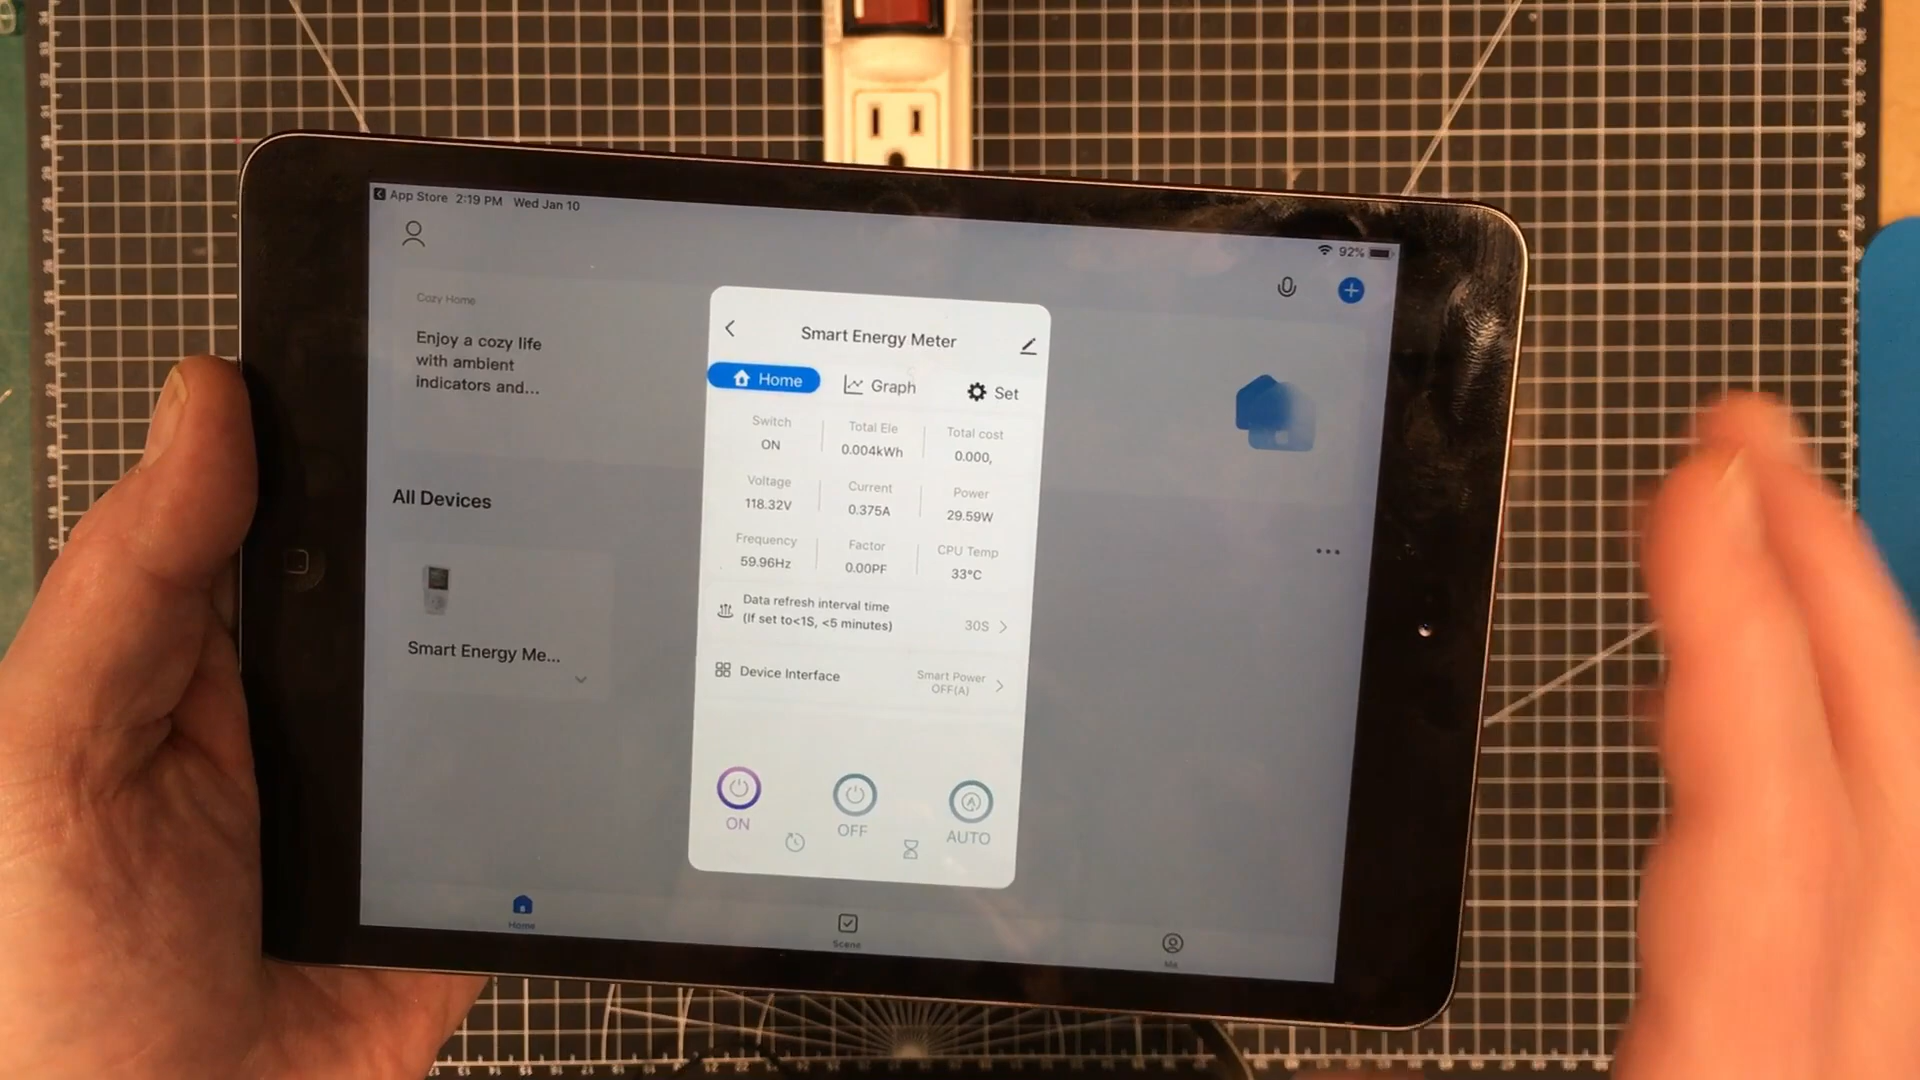 App Store 2:19 PM Wed Jan 10
92%
Cozy Home
Enjoy a cozy life
with ambient
indicators and...
All Devices
Smart Energy Me...
Smart Energy Meter
Home
Graph
Set
Switch
ON
Total Ele
0.004kWh
Total cost
0.000,
Voltage
118.32V
Current
0.375A
Power
29.59W
Frequency
59.96Hz
Factor
0.00PF
CPU Temp
33°C
Data refresh interval time
(If set to<1S, <5 minutes)
30S
Device Interface
Smart Power
OFF(A)
ON
OFF
AUTO
Home
Scene
Me